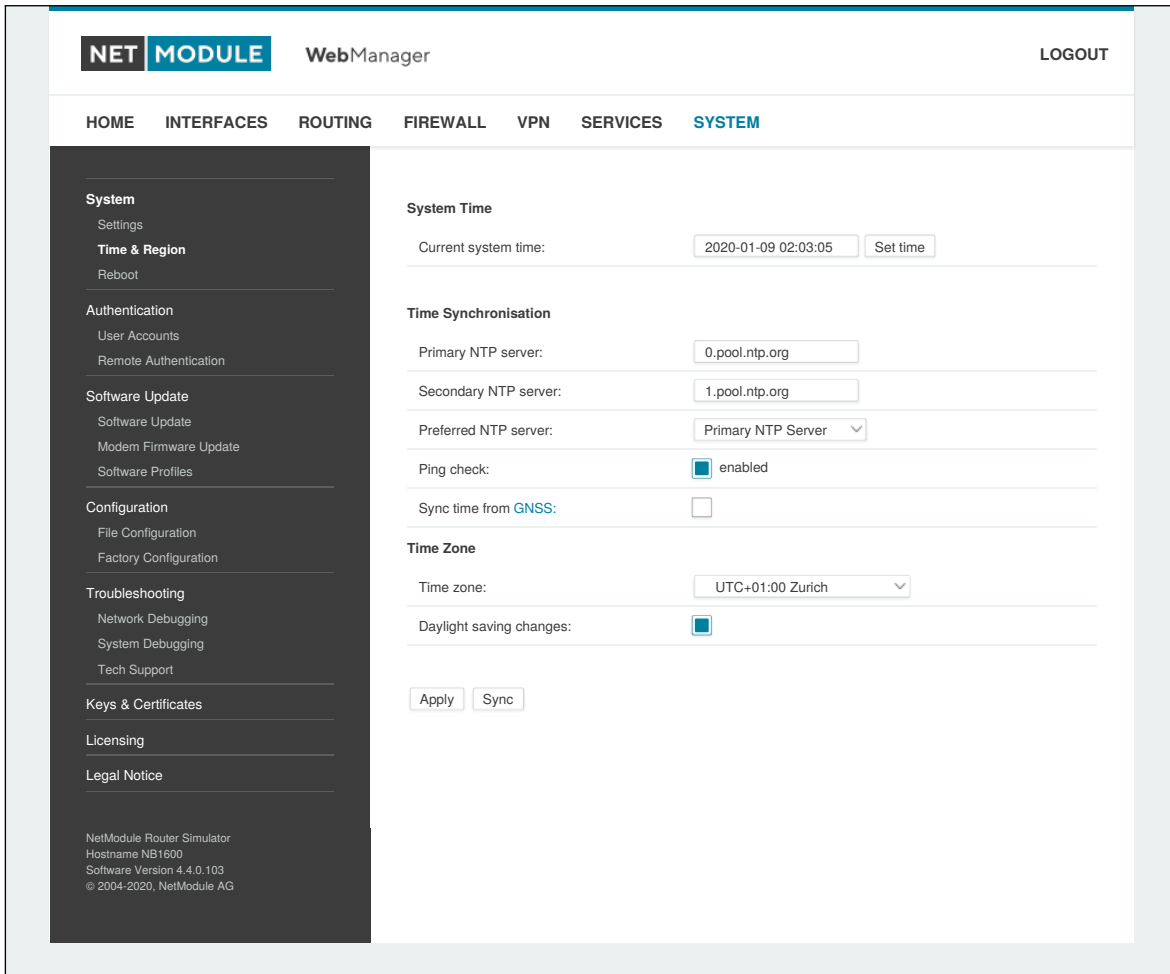 NET MODULE WebManager LOGOUT
HOME INTERFACES ROUTING FIREWALL VPN SERVICES SYSTEM
System
Settings
Time & Region
Reboot
Authentication
User Accounts
Remote Authentication
Software Update
Software Update
Modem Firmware Update
Software Profiles
Configuration
File Configuration
Factory Configuration
Troubleshooting
Network Debugging
System Debugging
Tech Support
Keys & Certificates
Licensing
Legal Notice
NetModule Router Simulator
Hostname NB1600
Software Version 4.4.0.103
© 2004-2020, NetModule AG
System Time
Current system time: 2020-01-09 02:03:05 Set time
Time Synchronisation
Primary NTP server: 0.pool.ntp.org
Secondary NTP server: 1.pool.ntp.org
Preferred NTP server: Primary NTP Server
Ping check: enabled
Sync time from GNSS:
Time Zone
Time zone: UTC+01:00 Zurich
Daylight saving changes:
Apply Sync